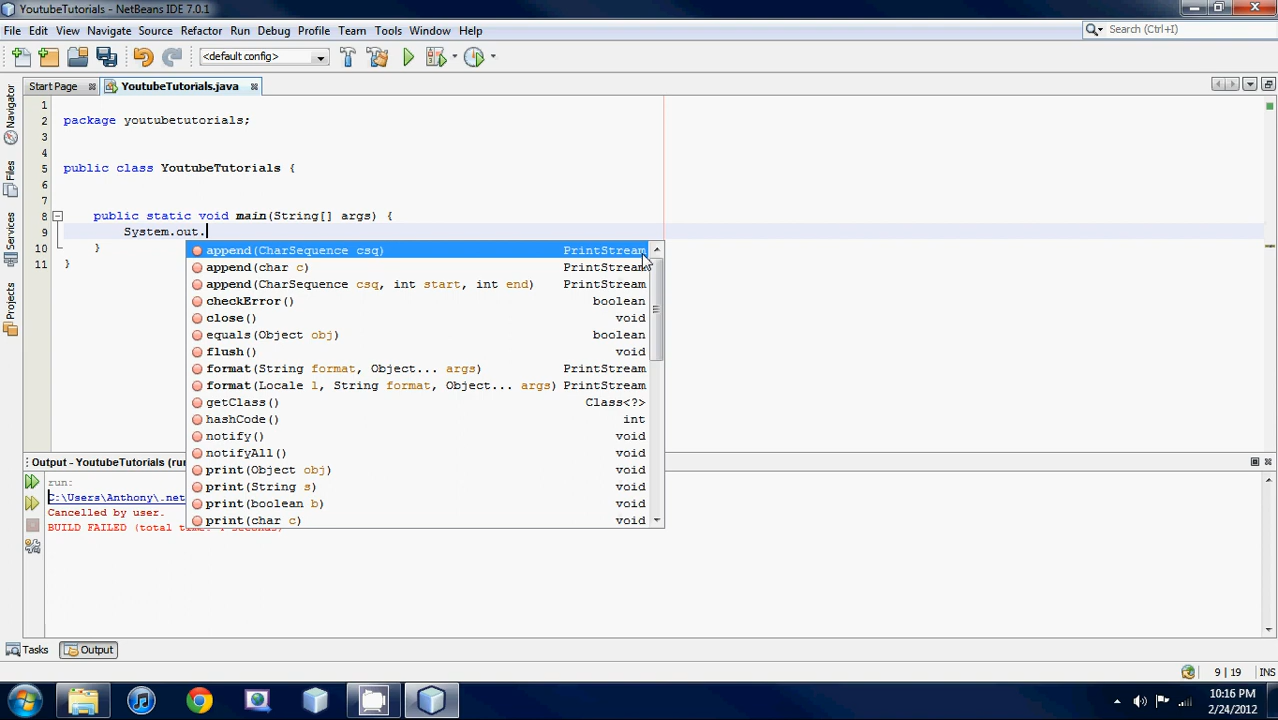 YoutubeTutorials - NetBeans IDE 7.0.1
File Edit View Navigate Source Refactor Run Debug Profile Team Tools Window Help
Search (Ctrl+I)
<default config>
Start Page YoutubeTutorials.java
Navigator
Files
Services
Projects
1
2 package youtubetutorials;
3
4
5 public class YoutubeTutorials {
6
7
8 public static void main(String[] args) {
9 System.out.
10 }
11 }
append(CharSequence csq) PrintStream
append(char c) PrintStream
append(CharSequence csq, int start, int end) PrintStream
checkError() boolean
close() void
equals(Object obj) boolean
flush() void
format(String format, Object... args) PrintStream
format(Locale l, String format, Object... args) PrintStream
getClass() Class<?>
hashCode() int
notify() void
notifyAll() void
print(Object obj) void
print(String s) void
print(boolean b) void
print(char c) void
Output - YoutubeTutorials (run
run:
C:\Users\Anthony\.net
Cancelled by user.
BUILD FAILED (total time: seconds)
Tasks Output
INS
9 | 19
10:16 PM
2/24/2012